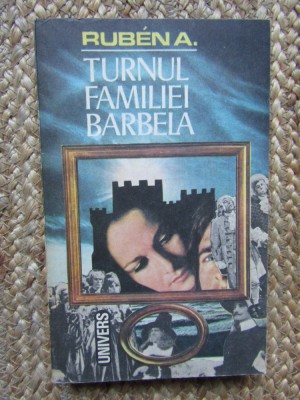 RUBÉN A.
TURNUL
FAMILIEI
BARBELA
UNIVERS